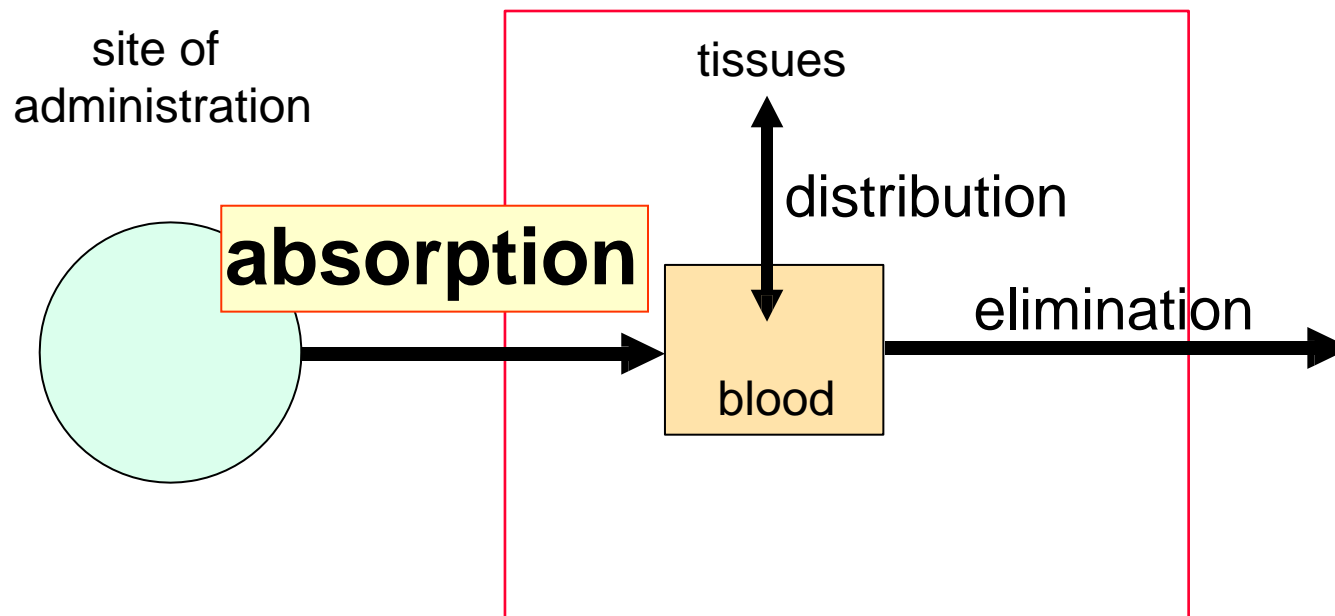 site of
administration
tissues
distribution
absorption
elimination
blood